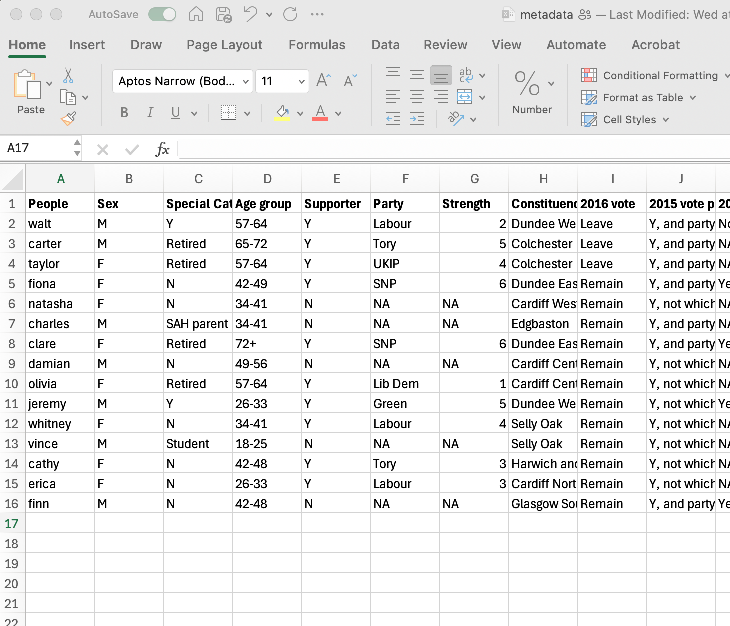 AutoSave metadata — Last Modified: Wed at
Home Insert Draw Page Layout Formulas Data Review View Automate Acrobat
Paste Aptos Narrow (Bod... 11 A A ab % Conditional Formatting
Format as Table
B I U A Number Cell Styles
A17 fx
A B C D E F G H I J
1 People Sex Special Cat Age group Supporter Party Strength Constituenc 2016 vote 2015 vote p 20
2 walt M Y 57-64 Y Labour 2 Dundee We Leave Y, and party No
3 carter M Retired 65-72 Y Tory 5 Colchester Leave Y, and party NA
4 taylor F Retired 57-64 Y UKIP 4 Colchester Leave Y, and party NA
5 fiona F N 42-49 Y SNP 6 Dundee Eas Remain Y, and party Ye
6 natasha F N 34-41 N NA NA Cardiff Wes Remain Y, not which NA
7 charles M SAH parent 34-41 N NA NA Edgbaston Remain Y, and party NA
8 clare F Retired 72+ Y SNP 6 Dundee Eas Remain Y, and party Ye
9 damian M N 49-56 N NA NA Cardiff Cent Remain Y, not which NA
10 olivia F Retired 57-64 Y Lib Dem 1 Cardiff Cent Remain Y, not which NA
11 jeremy M Y 26-33 Y Green 5 Dundee We Remain Y, not which Ye
12 whitney F N 34-41 Y Labour 4 Selly Oak Remain Y, and party NA
13 vince M Student 18-25 N NA NA Selly Oak Remain Y, not which NA
14 cathy F N 42-48 Y Tory 3 Harwich and Remain Y, not which NA
15 erica F N 26-33 Y Labour 3 Cardiff Nort Remain Y, not which NA
16 finn M N 42-48 N NA NA Glasgow Sou Remain Y, and party Ye
17
18
19
20
21
22